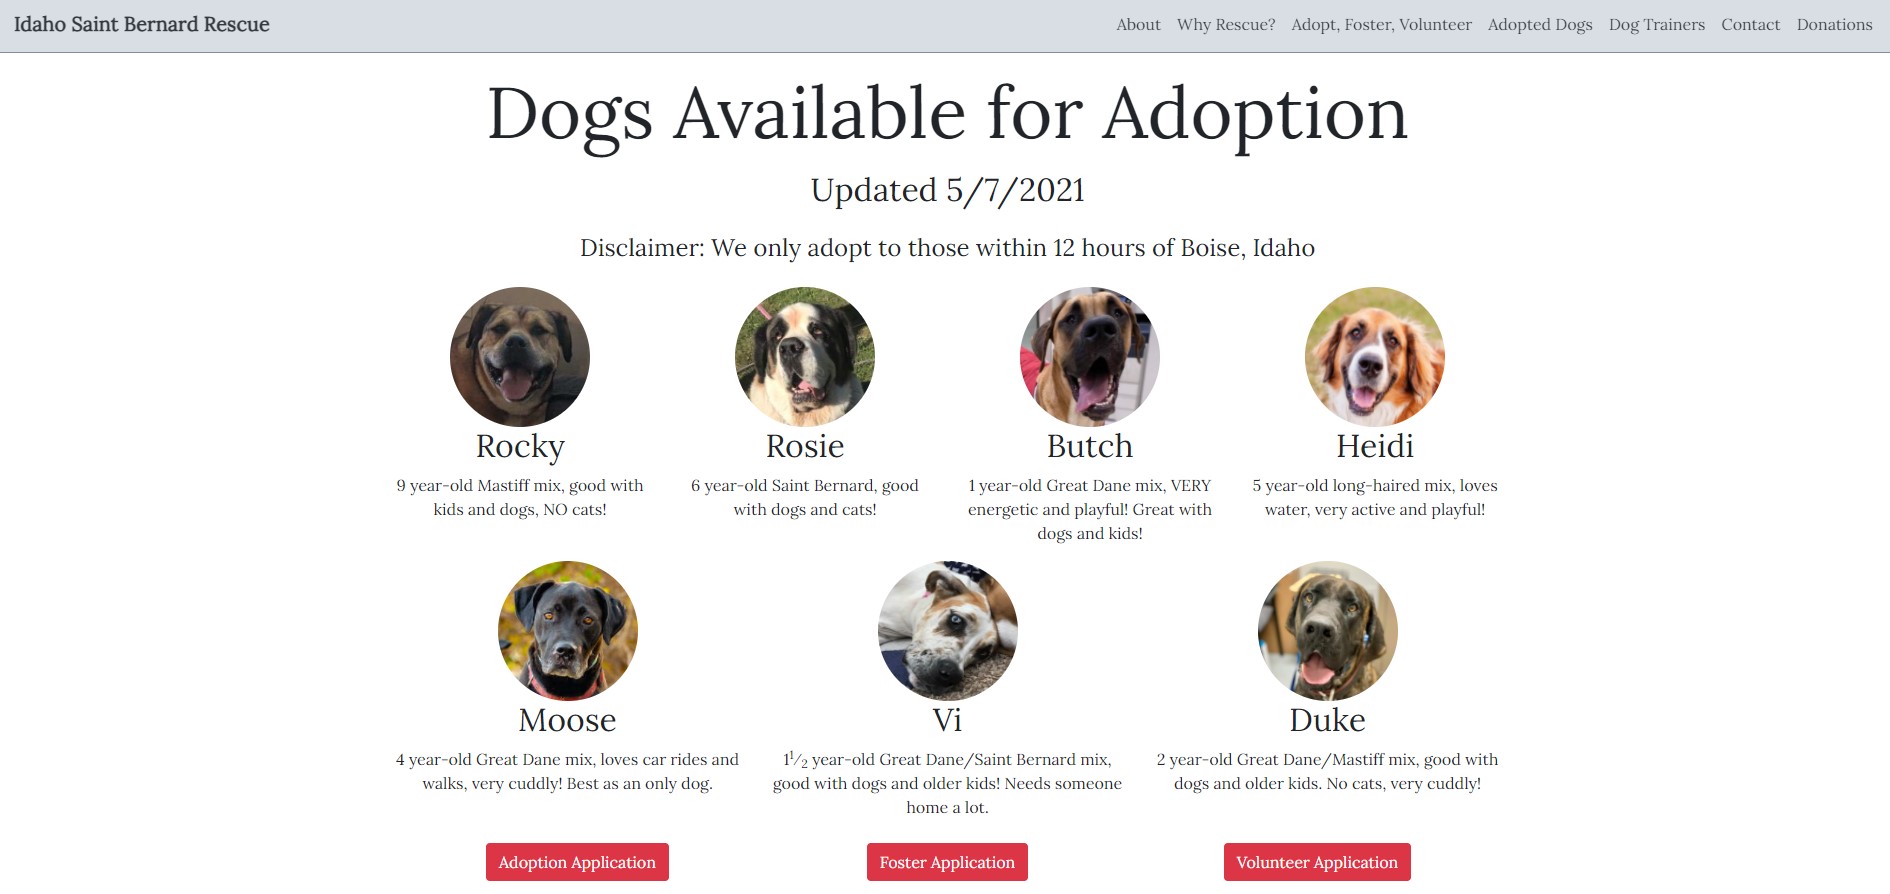 Idaho Saint Bernard Rescue
About Why Rescue? Adopt, Foster, Volunteer Adopted Dogs Dog Trainers Contact Donations
Dogs Available for Adoption
Updated 5/7/2021
Disclaimer: We only adopt to those within 12 hours of Boise, Idaho
Rocky
9 year-old Mastiff mix, good with
kids and dogs, NO cats!
Rosie
6 year-old Saint Bernard, good
with dogs and cats!
Butch
1 year-old Great Dane mix, VERY
energetic and playful! Great with
dogs and kids!
Heidi
5 year-old long-haired mix, loves
water, very active and playful!
Moose
4 year-old Great Dane mix, loves car rides and
walks, very cuddly! Best as an only dog.
Vi
1 1/2 year-old Great Dane/Saint Bernard mix,
good with dogs and older kids! Needs someone
home a lot.
Duke
2 year-old Great Dane/Mastiff mix, good with
dogs and older kids. No cats, very cuddly!
Adoption Application
Foster Application
Volunteer Application